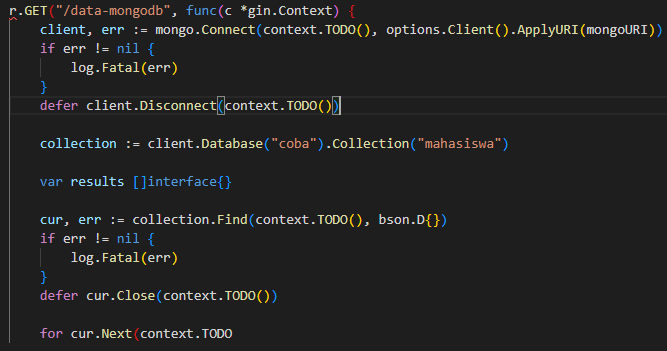 r.GET("/data-mongodb", func(c *gin.Context) {
client, err := mongo.Connect(context.TODO(), options.Client().ApplyURI(mongoURI))
if err != nil {
log.Fatal(err)
}
defer client.Disconnect(context.TODO())
collection := client.Database("coba").Collection("mahasiswa")
var results []interface{}
cur, err := collection.Find(context.TODO(), bson.D{})
if err != nil {
log.Fatal(err)
}
defer cur.Close(context.TODO())
for cur.Next(context.TODO